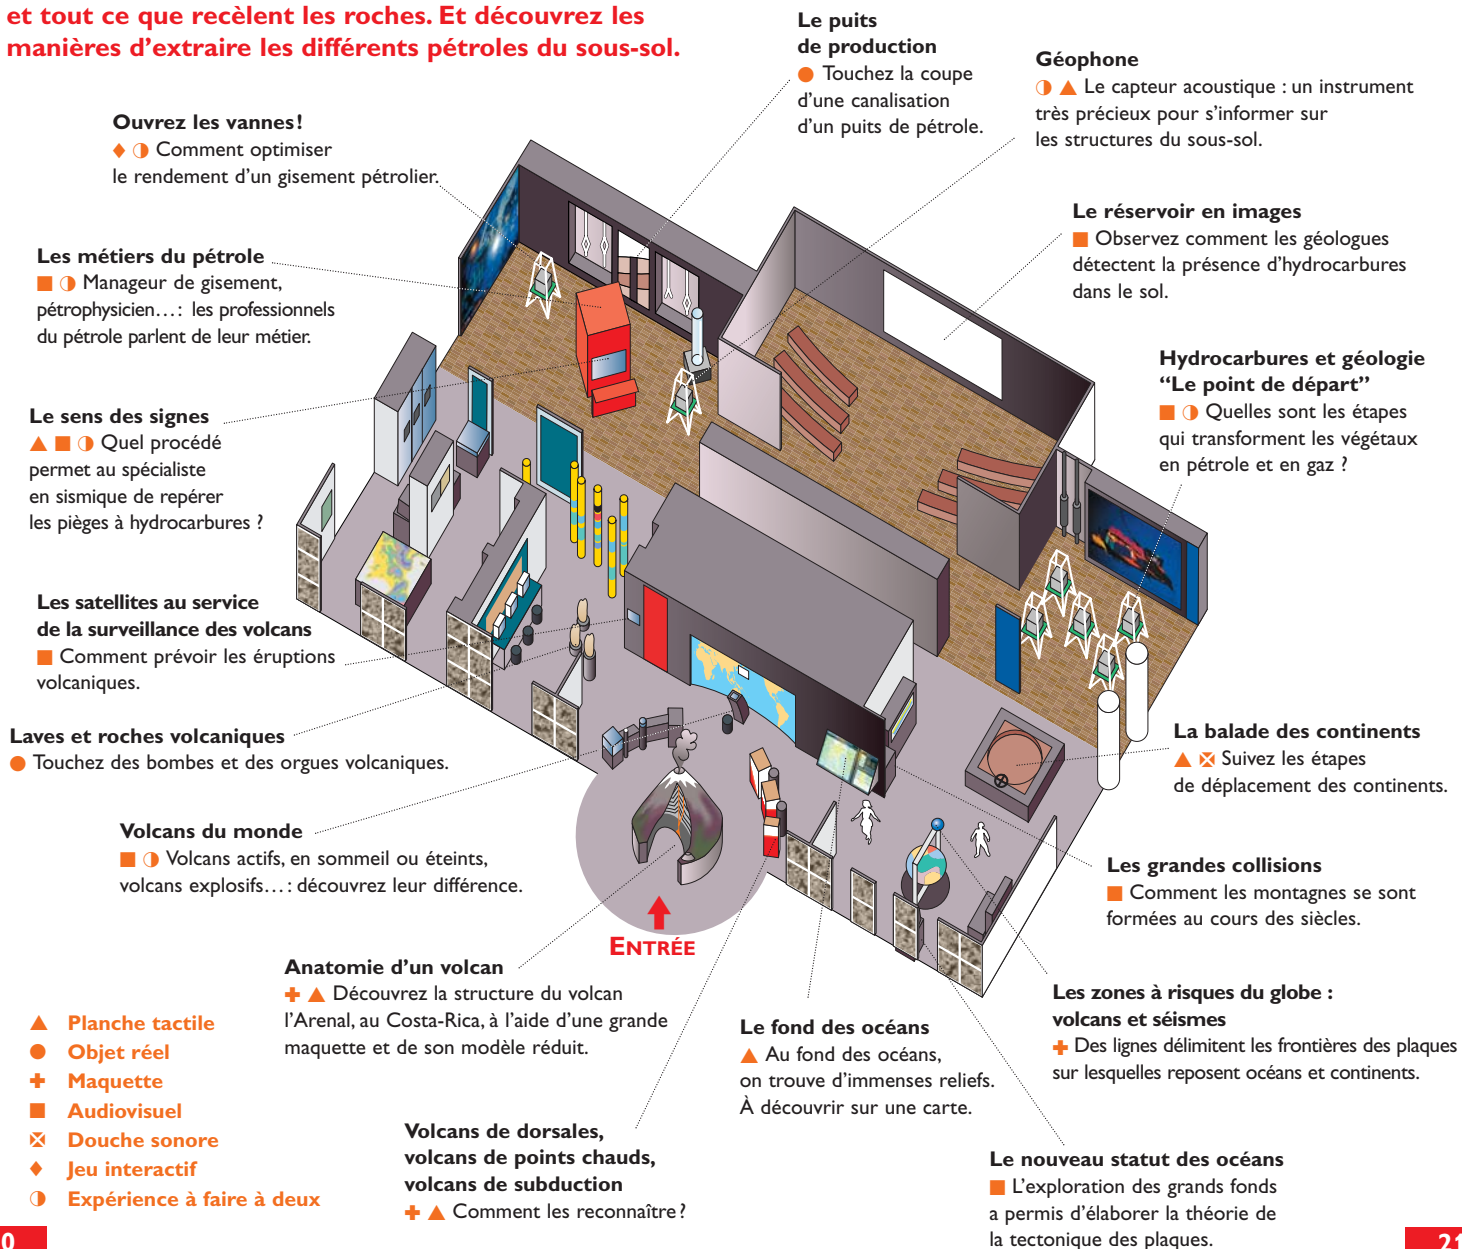 et tout ce que recèlent les roches. Et découvrez les
manières d’extraire les différents pétroles du sous-sol.
Le puits
de production
● Touchez la coupe
d’une canalisation
d’un puits de pétrole.
Géophone
◑ ▲ Le capteur acoustique : un instrument
très précieux pour s’informer sur
les structures du sous-sol.
Ouvrez les vannes !
♦ ◑ Comment optimiser
le rendement d’un gisement pétrolier.
Le réservoir en images
■ Observez comment les géologues
détectent la présence d’hydrocarbures
dans le sol.
Les métiers du pétrole
■ ◑ Manageur de gisement,
pétrophysicien… : les professionnels
du pétrole parlent de leur métier.
Hydrocarbures et géologie
“Le point de départ”
■ ◑ Quelles sont les étapes
qui transforment les végétaux
en pétrole et en gaz ?
Le sens des signes
▲ ■ ◑ Quel procédé
permet au spécialiste
en sismique de repérer
les pièges à hydrocarbures ?
Les satellites au service
de la surveillance des volcans
■ Comment prévoir les éruptions
volcaniques.
Laves et roches volcaniques
● Touchez des bombes et des orgues volcaniques.
La balade des continents
▲ Suivez les étapes
de déplacement des continents.
Volcans du monde
■ ◑ Volcans actifs, en sommeil ou éteints,
volcans explosifs… : découvrez leur différence.
Les grandes collisions
■ Comment les montagnes se sont
formées au cours des siècles.
ENTRÉE
Anatomie d’un volcan
✚ ▲ Découvrez la structure du volcan
l’Arenal, au Costa-Rica, à l’aide d’une grande
maquette et de son modèle réduit.
Les zones à risques du globe :
volcans et séismes
✚ Des lignes délimitent les frontières des plaques
sur lesquelles reposent océans et continents.
Le fond des océans
▲ Au fond des océans,
on trouve d’immenses reliefs.
À découvrir sur une carte.
▲ Planche tactile
● Objet réel
✚ Maquette
■ Audiovisuel
Douche sonore
♦ Jeu interactif
◑ Expérience à faire à deux
Volcans de dorsales,
volcans de points chauds,
volcans de subduction
✚ ▲ Comment les reconnaître ?
Le nouveau statut des océans
■ L’exploration des grands fonds
a permis d’élaborer la théorie de
la tectonique des plaques.
0
21